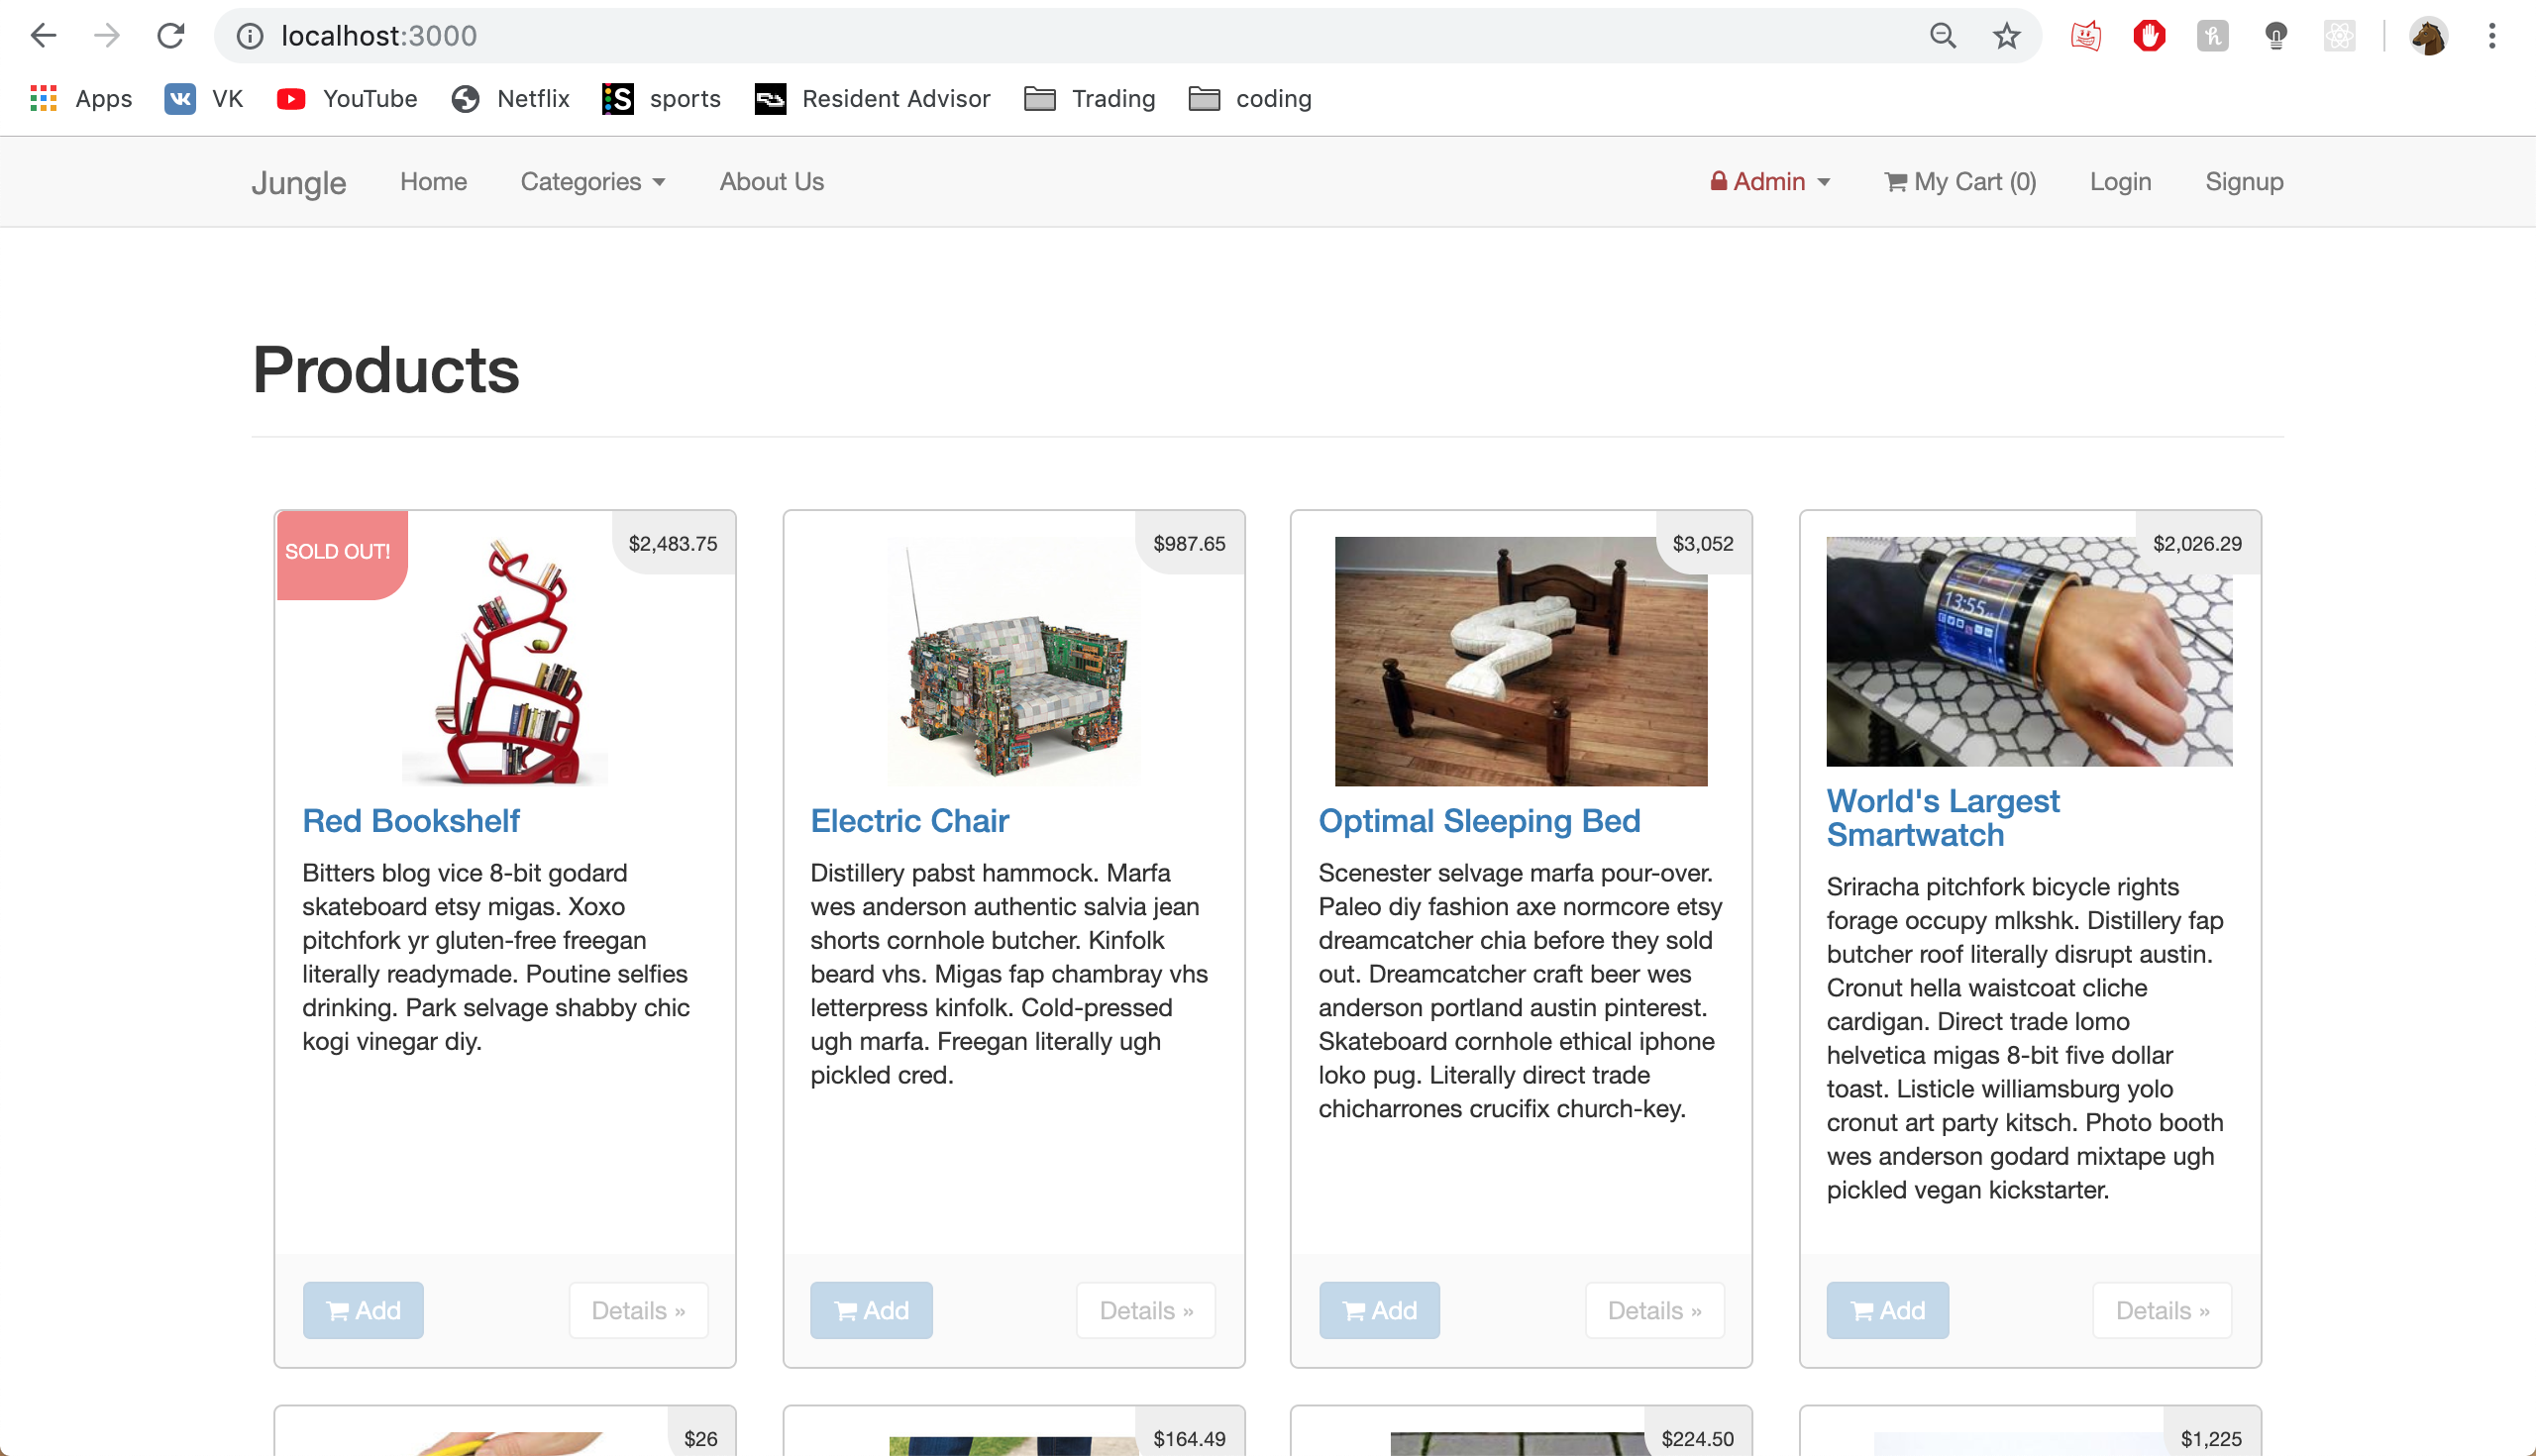 localhost:3000
Apps VK YouTube Netflix S sports Resident Advisor Trading coding
Jungle Home Categories About Us Admin My Cart (0) Login Signup
Products
SOLD OUT!
$2,483.75
Red Bookshelf
Bitters blog vice 8-bit godard
skateboard etsy migas. Xoxo
pitchfork yr gluten-free freegan
literally readymade. Poutine selfies
drinking. Park selvage shabby chic
kogi vinegar diy.
Add
Details »
$987.65
Electric Chair
Distillery pabst hammock. Marfa
wes anderson authentic salvia jean
shorts cornhole butcher. Kinfolk
beard vhs. Migas fap chambray vhs
letterpress kinfolk. Cold-pressed
ugh marfa. Freegan literally ugh
pickled cred.
Add
Details »
$3,052
Optimal Sleeping Bed
Scenester selvage marfa pour-over.
Paleo diy fashion axe normcore etsy
dreamcatcher chia before they sold
out. Dreamcatcher craft beer wes
anderson portland austin pinterest.
Skateboard cornhole ethical iphone
loko pug. Literally direct trade
chicharrones crucifix church-key.
Add
Details »
$2,026.29
13:55
World's Largest
Smartwatch
Sriracha pitchfork bicycle rights
forage occupy mlkshk. Distillery fap
butcher roof literally disrupt austin.
Cronut hella waistcoat cliche
cardigan. Direct trade lomo
helvetica migas 8-bit five dollar
toast. Listicle williamsburg yolo
cronut art party kitsch. Photo booth
wes anderson godard mixtape ugh
pickled vegan kickstarter.
Add
Details »
$26
$164.49
$224.50
$1,225